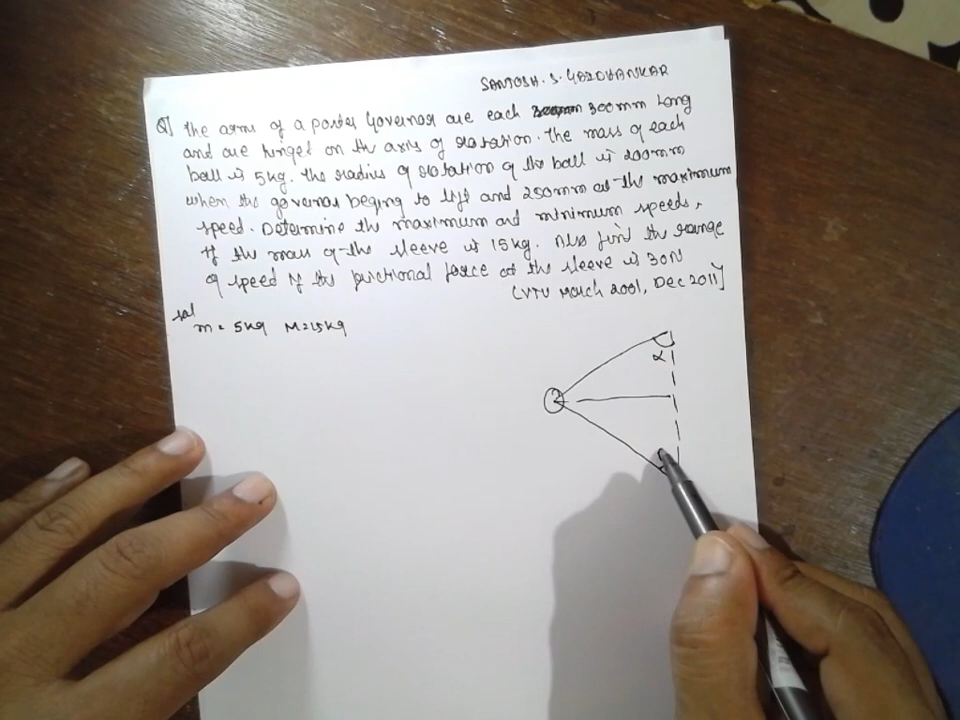 SANTOSH. S. GAIDHANKAR
Q] The arms of a porter Governor are each 300mm Long
and are hinged on the axis of rotation. The mass of each
ball is 5kg. The radius of rotation of the ball is 200mm
when the governor begins to lift and 250mm at the maximum
speed. Determine the maximum and minimum speeds,
If the mass of the sleeve is 15kg. Also find the range
of speed if the frictional force at the sleeve is 30N
[VTU March 2001, Dec 2011]
sol
m = 5kg M=15kg
α